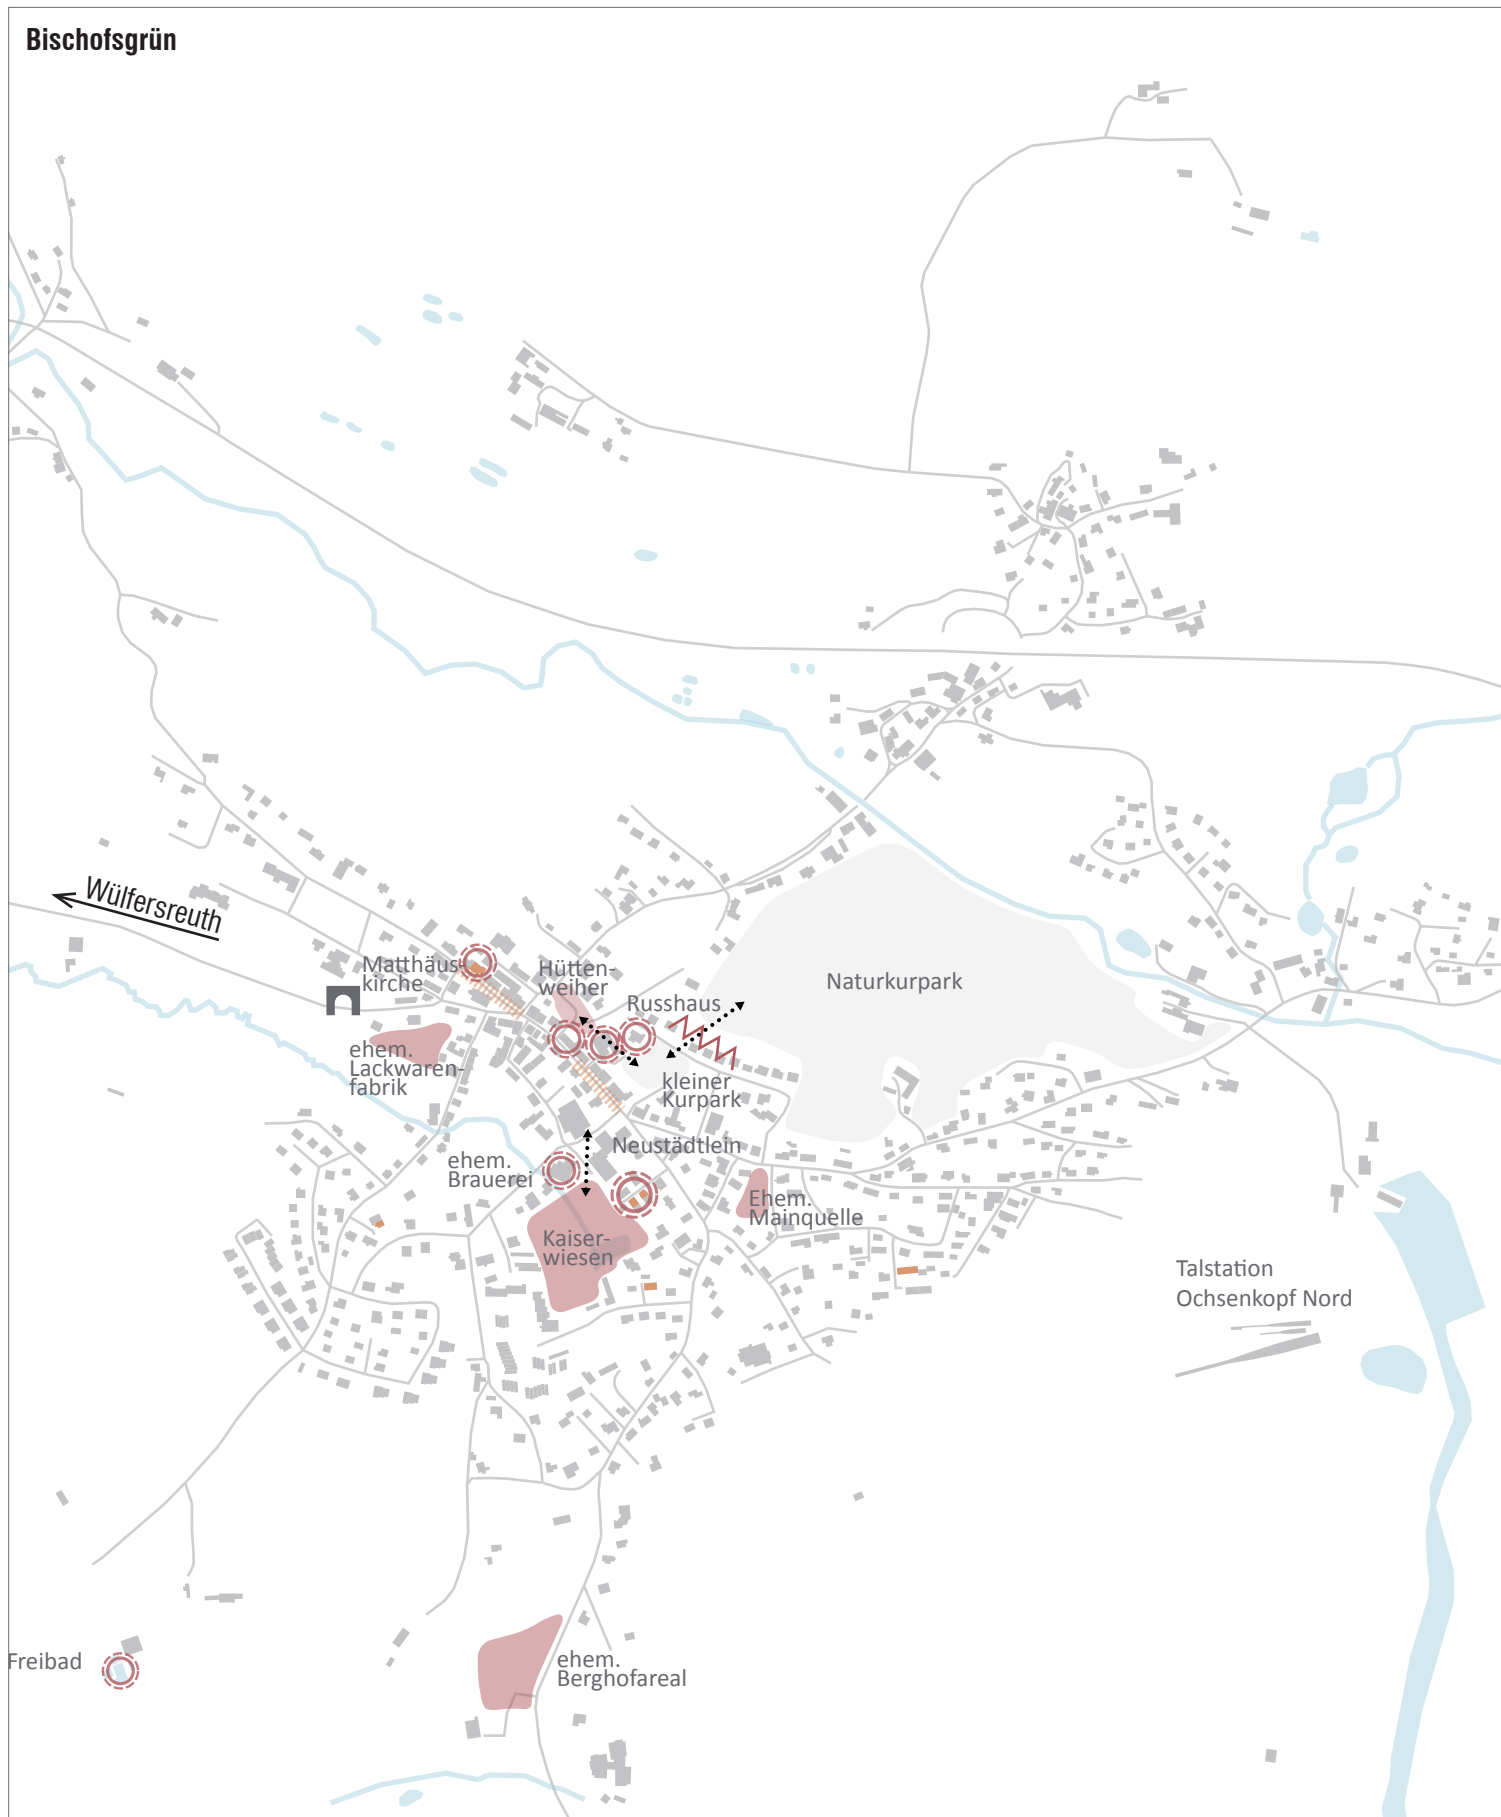 Bischofsgrün
Wülfersreuth
Matthäus-
kirche
Hütten-
weiher
Naturkurpark
Russhaus
ehem.
Lackwaren-
fabrik
kleiner
Kurpark
Neustädtlein
ehem.
Brauerei
Ehem.
Mainquelle
Kaiser-
wiesen
Talstation
Ochsenkopf Nord
Freibad
ehem.
Berghofareal